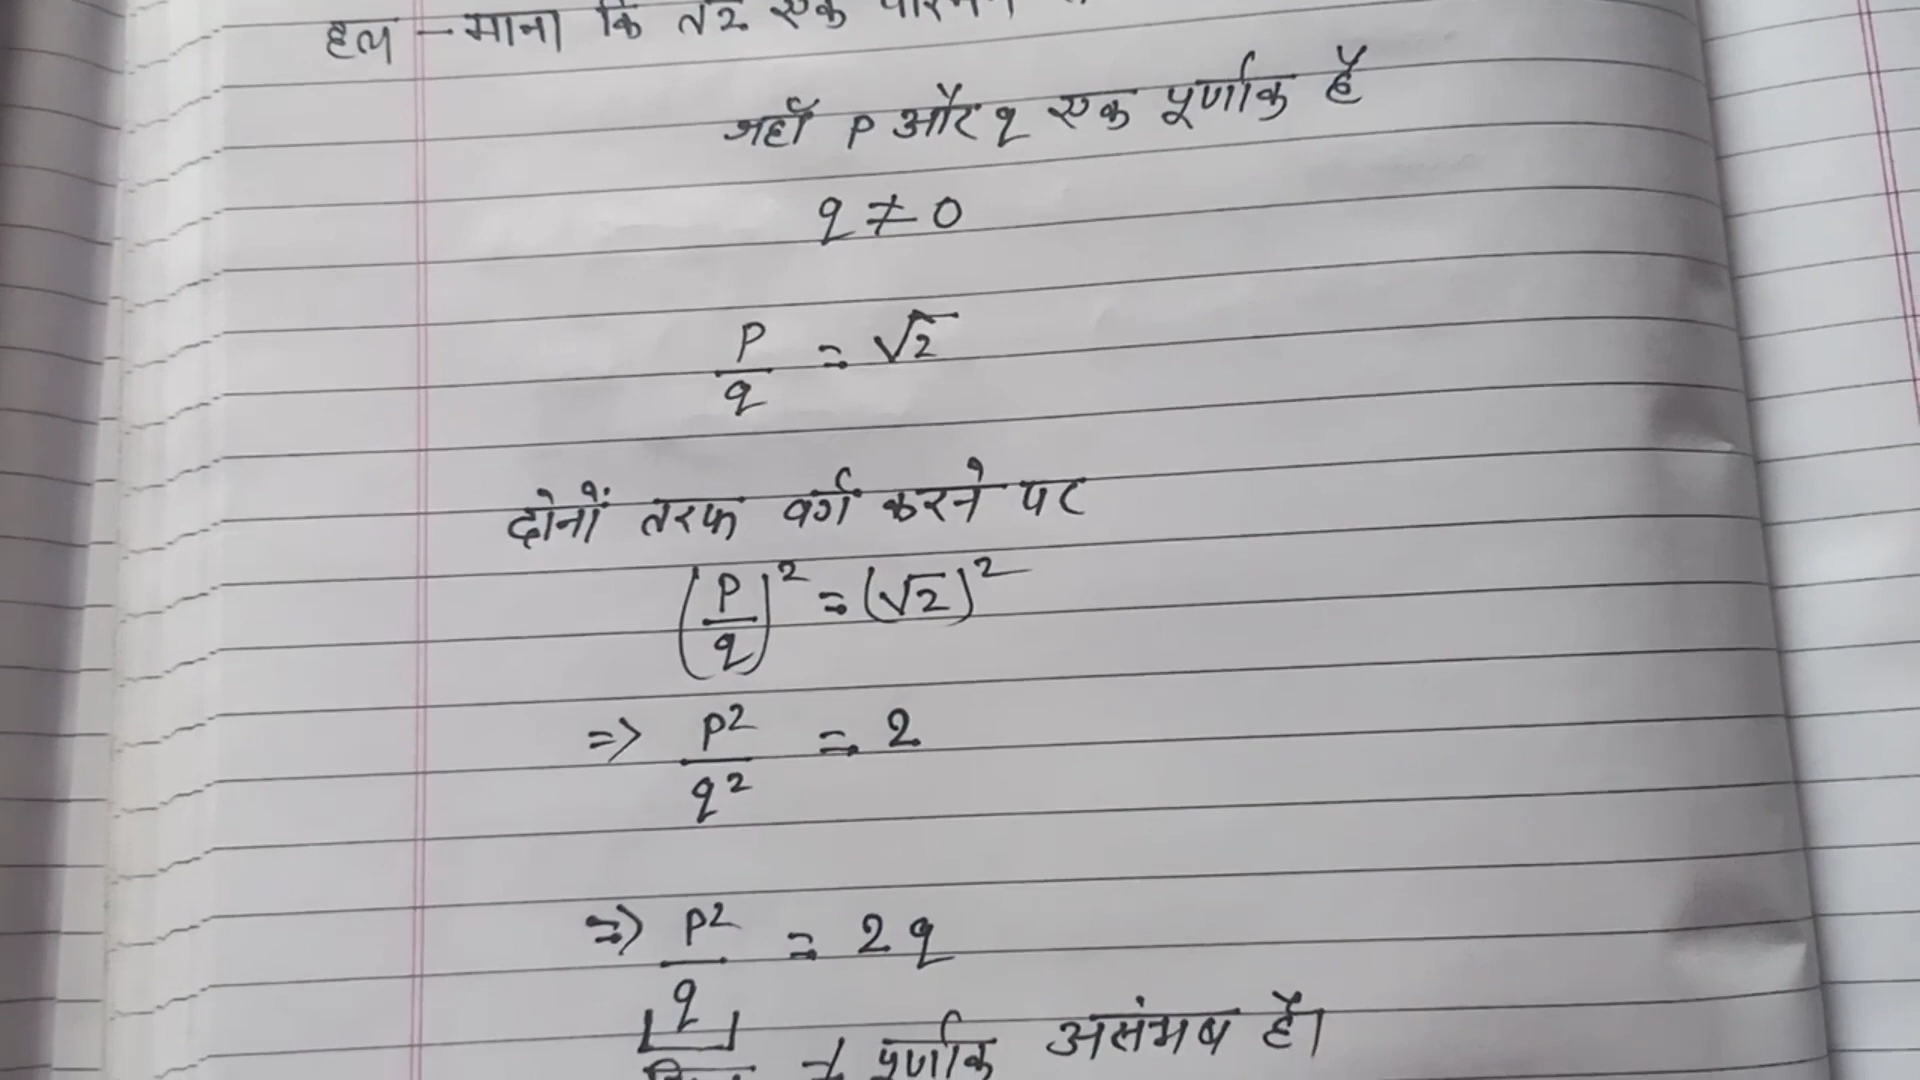 हल – माना कि √2 एक
जहाँ p और q एक पूर्णांक है
q ≠ 0
p/q = √2
दोनों तरफ वर्ग करने पर
(p/q)² = (√2)²
=> p²/q² = 2
=> p²/q = 2q
≠ पूर्णांक असंभव है।